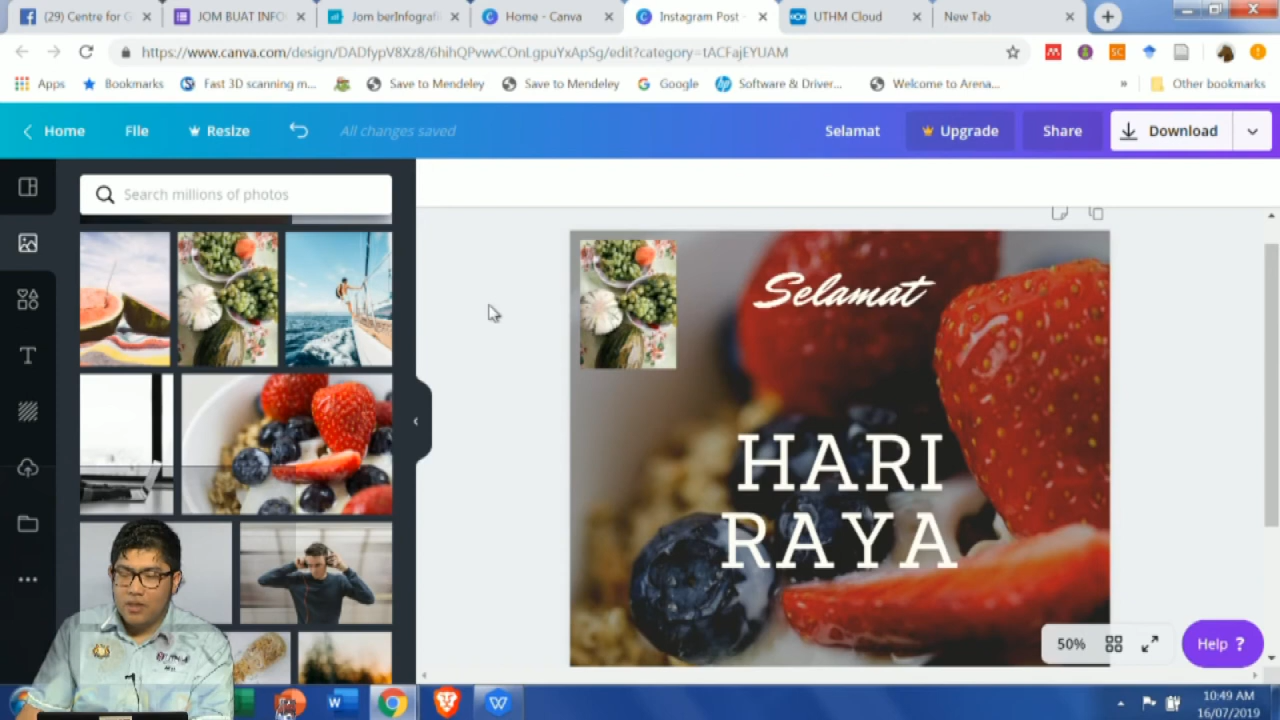 (29) Centre for G
JOM BUAT INFO
Jom berInfografi
Home - Canva
Instagram Post -
UTHM Cloud
New Tab
https://www.canva.com/design/DADfypV8Xz8/6hihQPvwvCOnLgpuYxApSg/edit?category=tACFajEYUAM
SC
Apps
Bookmarks
Fast 3D scanning m...
Save to Mendeley
Save to Mendeley
Google
Software & Driver...
Welcome to Arena...
»
Other bookmarks
Home
File
Resize
All changes saved
Selamat
Upgrade
Share
Download
Search millions of photos
Selamat
HARI
RAYA
50%
Help ?
10:49 AM
16/07/2019